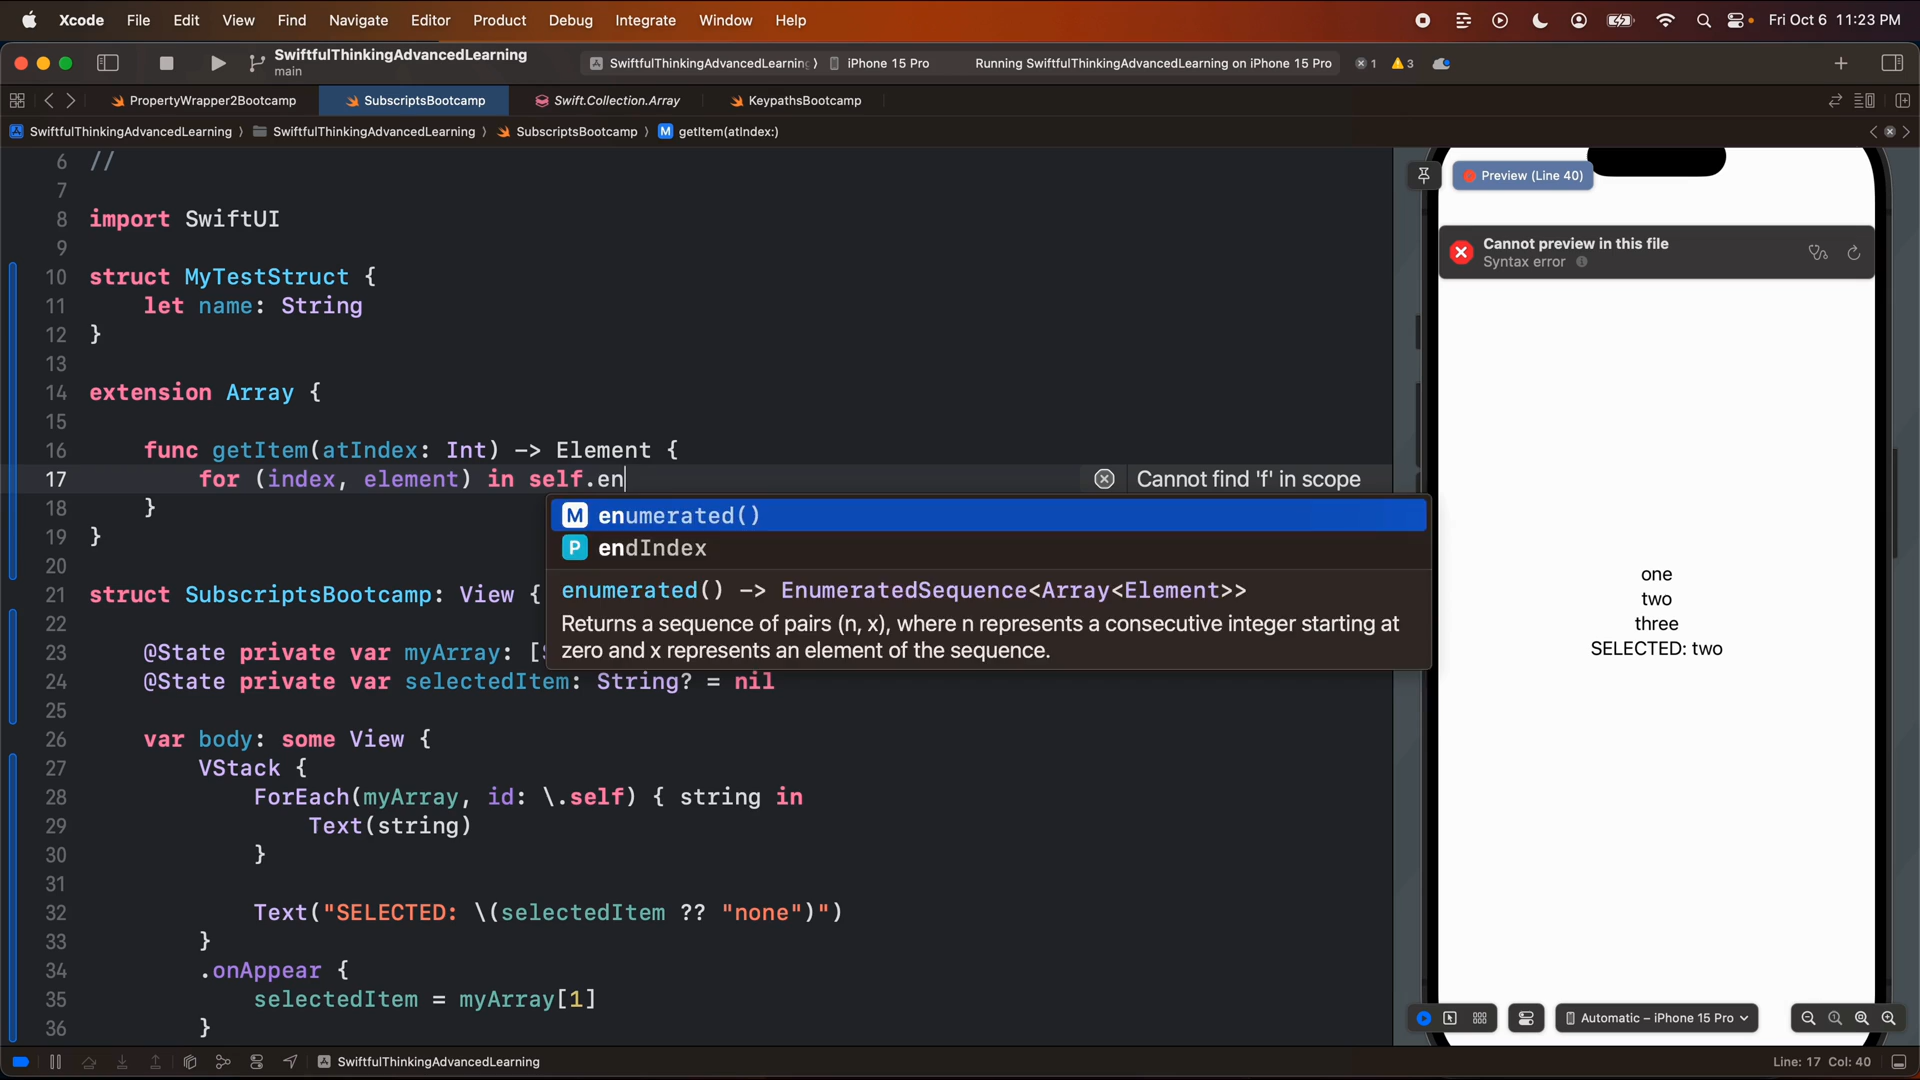 Xcode File Edit View Find Navigate Editor Product Debug Integrate Window Help Fri Oct 6 11:23 PM
SwiftfulThinkingAdvancedLearning
main
SwiftfulThinkingAdvancedLearning 〉 iPhone 15 Pro Running SwiftfulThinkingAdvancedLearning on iPhone 15 Pro 1 3
PropertyWrapper2Bootcamp SubscriptsBootcamp Swift.Collection.Array KeypathsBootcamp
SwiftfulThinkingAdvancedLearning 〉 SwiftfulThinkingAdvancedLearning 〉 SubscriptsBootcamp 〉 M getItem(atIndex:)
6 //
7
8 import SwiftUI
9
10 struct MyTestStruct {
11 let name: String
12 }
13
14 extension Array {
15
16 func getItem(atIndex: Int) -> Element {
17 for (index, element) in self.en Cannot find 'f' in scope
18 }
19 }
20
21 struct SubscriptsBootcamp: View {
22
23 @State private var myArray: [
24 @State private var selectedItem: String? = nil
25
26 var body: some View {
27 VStack {
28 ForEach(myArray, id: \.self) { string in
29 Text(string)
30 }
31
32 Text("SELECTED: \(selectedItem ?? "none")")
33 }
34 .onAppear {
35 selectedItem = myArray[1]
36 }
M enumerated()
P endIndex
enumerated() -> EnumeratedSequence<Array<Element>>
Returns a sequence of pairs (n, x), where n represents a consecutive integer starting at
zero and x represents an element of the sequence.
Preview (Line 40)
Cannot preview in this file
Syntax error
one
two
three
SELECTED: two
Automatic – iPhone 15 Pro
SwiftfulThinkingAdvancedLearning
Line: 17 Col: 40